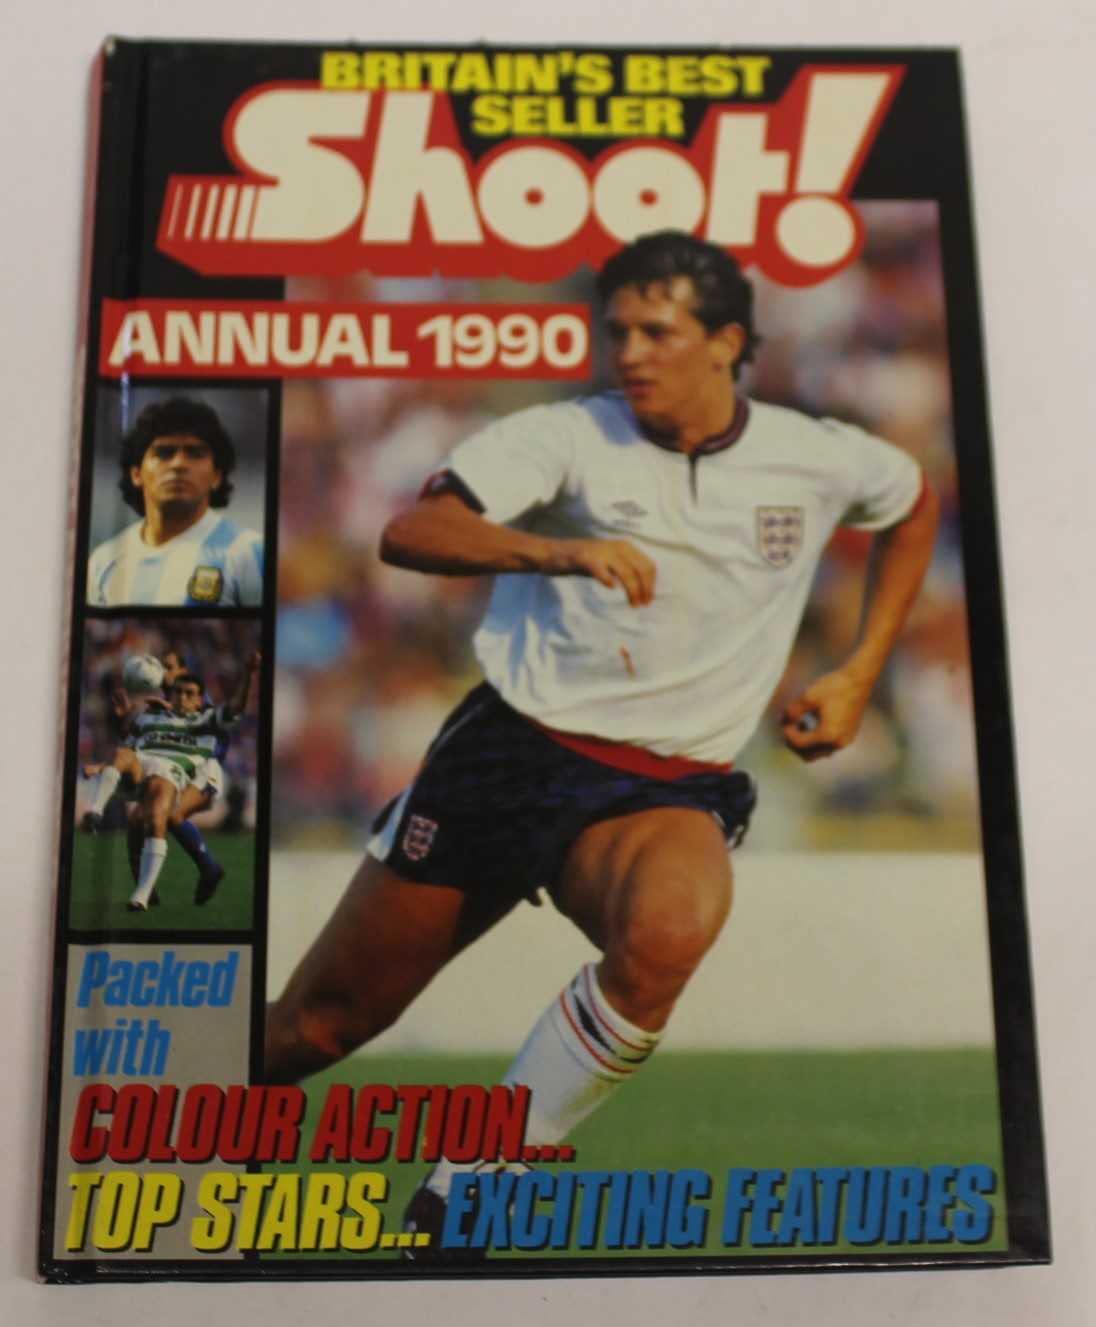 BRITAIN'S BEST
SELLER
Shoot!
ANNUAL 1990
Packed
with
COLOUR ACTION...
TOP STARS... EXCITING FEATURES